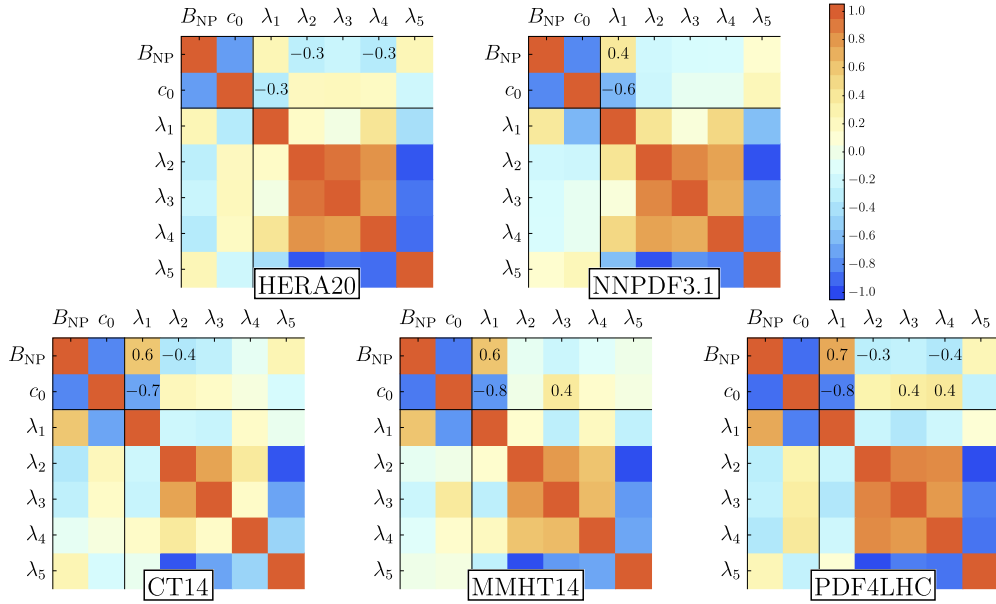 B_NP c_0 λ_1 λ_2 λ_3 λ_4 λ_5
B_NP −0.3 −0.3
c_0 −0.3
λ_1
λ_2
λ_3
λ_4
λ_5
HERA20
B_NP c_0 λ_1 λ_2 λ_3 λ_4 λ_5
B_NP 0.4
c_0 −0.6
λ_1
λ_2
λ_3
λ_4
λ_5
NNPDF3.1
1.0
0.8
0.6
0.4
0.2
0.0
−0.2
−0.4
−0.6
−0.8
−1.0
B_NP c_0 λ_1 λ_2 λ_3 λ_4 λ_5
B_NP 0.6 −0.4
c_0 −0.7
λ_1
λ_2
λ_3
λ_4
λ_5
CT14
B_NP c_0 λ_1 λ_2 λ_3 λ_4 λ_5
B_NP 0.6
c_0 −0.8 0.4
λ_1
λ_2
λ_3
λ_4
λ_5
MMHT14
B_NP c_0 λ_1 λ_2 λ_3 λ_4 λ_5
B_NP 0.7 −0.3 −0.4
c_0 −0.8 0.4 0.4
λ_1
λ_2
λ_3
λ_4
λ_5
PDF4LHC